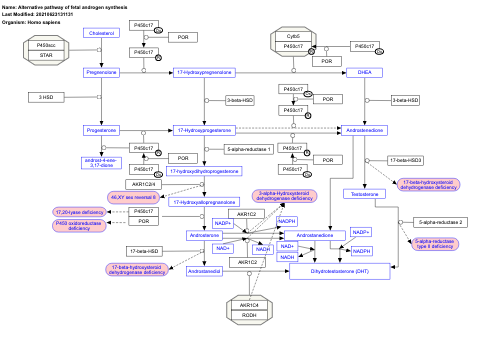 Name: Alternative pathway of fetal androgen synthesis
Last Modified: 20210623131131
Organism: Homo sapiens
Cholesterol
P450c17
POR
P450c17
P450scc
STAR
Cytb5
P450c17
P450c17
POR
Pregnenolone
17-Hydroxypregnenolone
DHEA
3 HSD
3-beta-HSD
P450c17
POR
P450c17
3-beta-HSD
Progesterone
17-Hydroxyprogesterone
Androstenedione
P450c17
POR
P450c17
5-alpha-reductase 1
P450c17
POR
P450c17
androst-4-ene-
3,17-dione
17-hydroxydihydroprogesterone
17-beta-HSD3
AKR1C2/4
17-beta-hydroxysteroid
dehydrogenase deficiency
46,XY sex reversal 8
17-Hydroxyallopregnanolone
3-alpha-Hydroxysteroid
dehydrogenase deficiency
Testosterone
17,20-lyase deficiency
P450c17
P450 oxidoreductase
deficiency
POR
AKR1C2
NADP+
NADPH
5-alpha-reductase 2
Androsterone
Androstanedione
NADP+
5-alpha-reductase
type II deficiency
17-beta-HSD
NAD+
NADH
NAD+
NADH
NADPH
AKR1C2
17-beta-hydroxysteroid
dehydrogenase deficiency
Androstanediol
Dihydrotestosterone (DHT)
AKR1C4
RODH